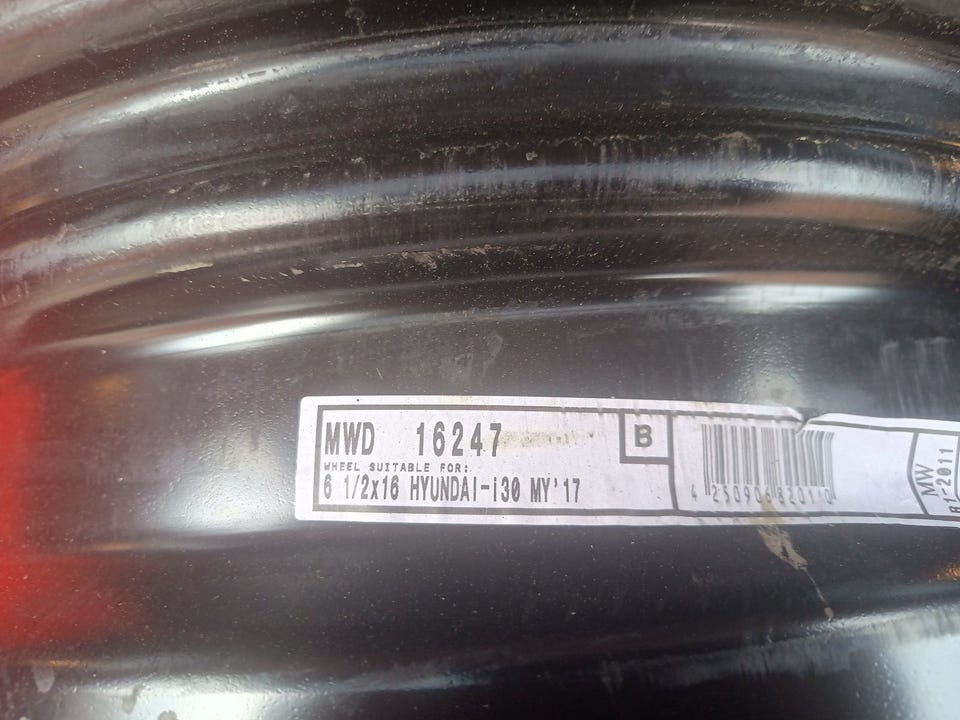 MWD 16247
B
WHEEL SUITABLE FOR:
6 1/2x16 HYUNDAI-i30 MY'17
MW